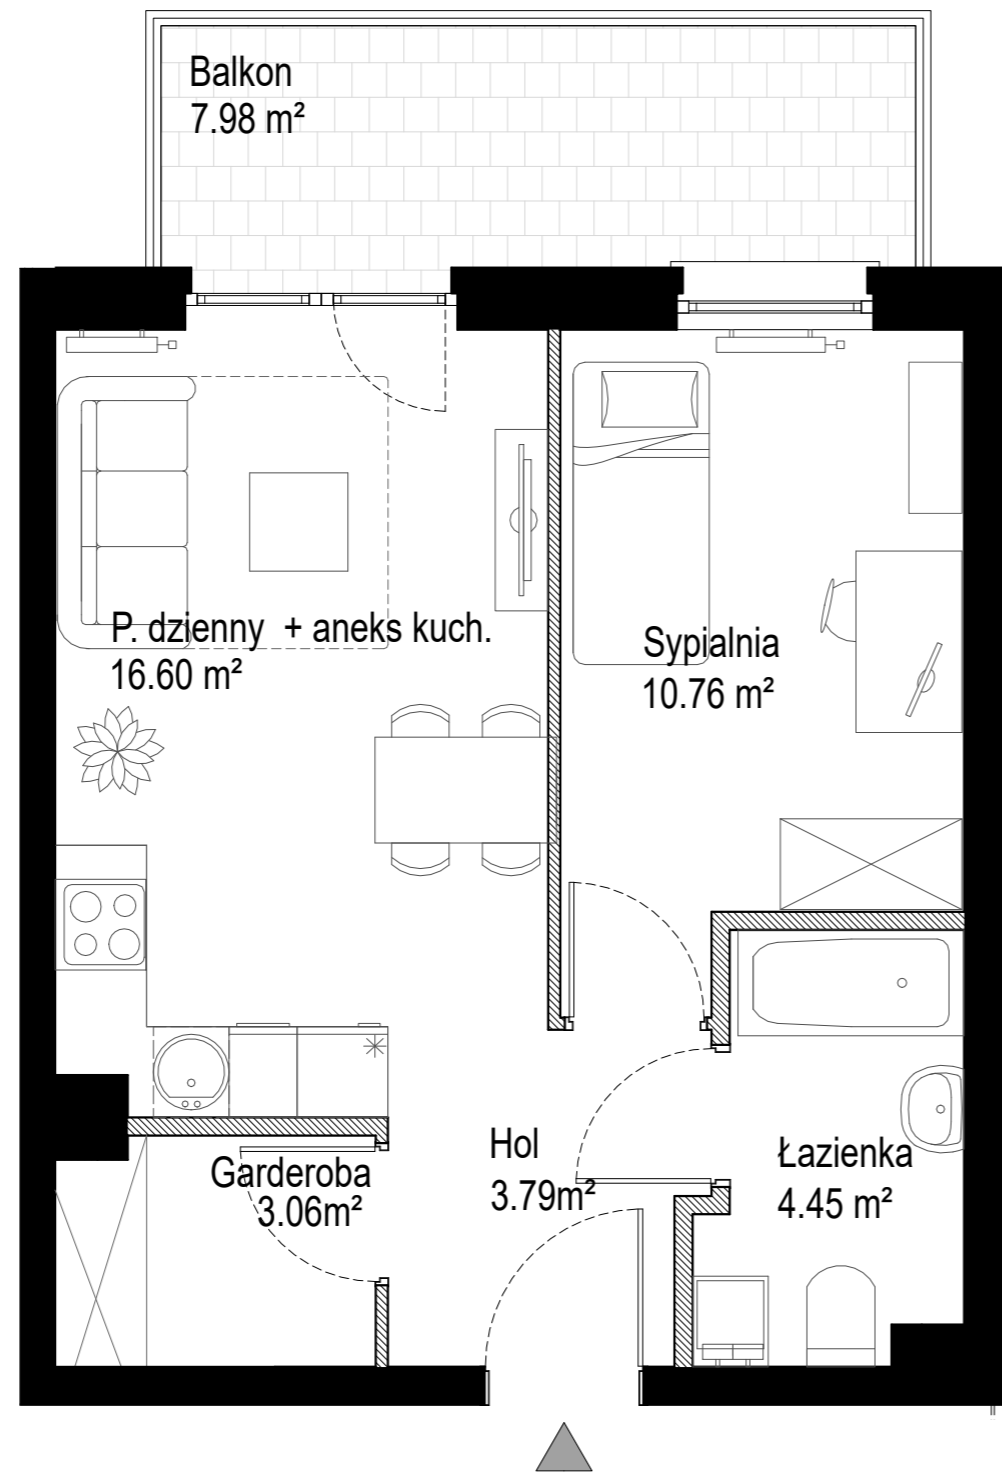 Balkon
7.98 m²
P. dzienny + aneks kuch.
16.60 m²
Sypialnia
10.76 m²
Hol
3.79m²
Łazienka
4.45 m²
Garderoba
3.06m²